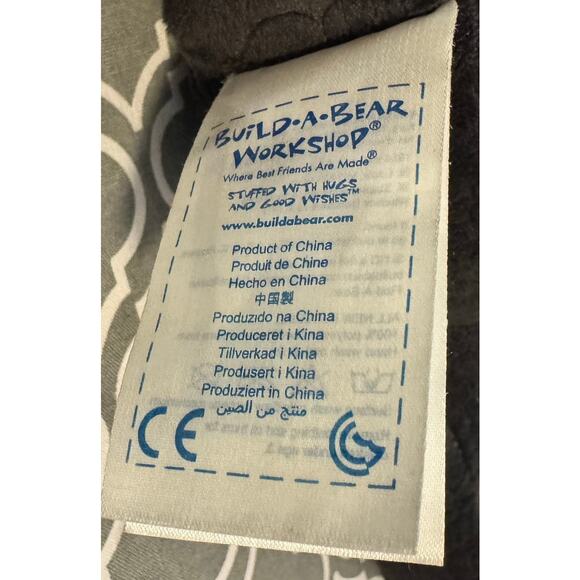 BUILD-A-BEAR
WORKSHOP®
Where Best Friends Are Made®
STUFFED WITH HUGS
AND GOOD WISHES™
www.buildabear.com
Product of China
Produit de Chine
Hecho en China
中国製
Produzido na China
Produceret i Kina
Tillverkad i Kina
Produsert i Kina
Produziert in China
منتج من الصين
CE